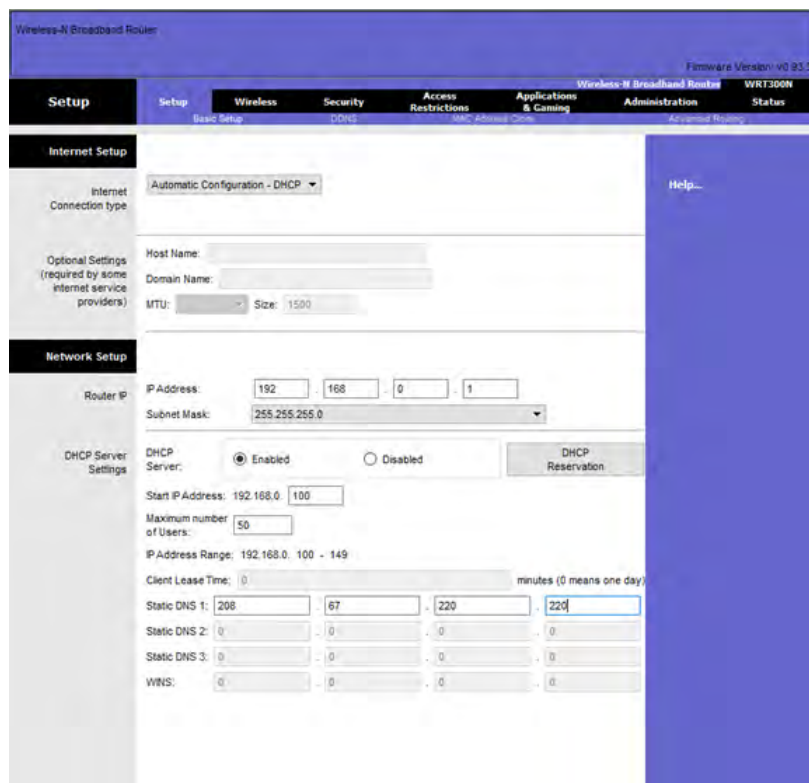 Wireless-N Broadband Router
Firmware Version: v0.93.3
Wireless-N Broadband Router WRT300N
Setup Setup Wireless Security Access Restrictions Applications & Gaming Administration Status
Basic Setup DDNS MAC Address Clone Advanced Routing
Internet Setup
Internet Connection type
Automatic Configuration - DHCP
Help...
Optional Settings (required by some internet service providers)
Host Name:
Domain Name:
MTU: Size: 1500
Network Setup
Router IP
IP Address: 192 . 168 . 0 . 1
Subnet Mask: 255.255.255.0
DHCP Server Settings
DHCP Server: Enabled Disabled DHCP Reservation
Start IP Address: 192.168.0. 100
Maximum number of Users: 50
IP Address Range: 192.168.0. 100 - 149
Client Lease Time: 0 minutes (0 means one day)
Static DNS 1: 208 . 67 . 220 . 220
Static DNS 2: 0 . 0 . 0 . 0
Static DNS 3: 0 . 0 . 0 . 0
WINS: 0 . 0 . 0 . 0